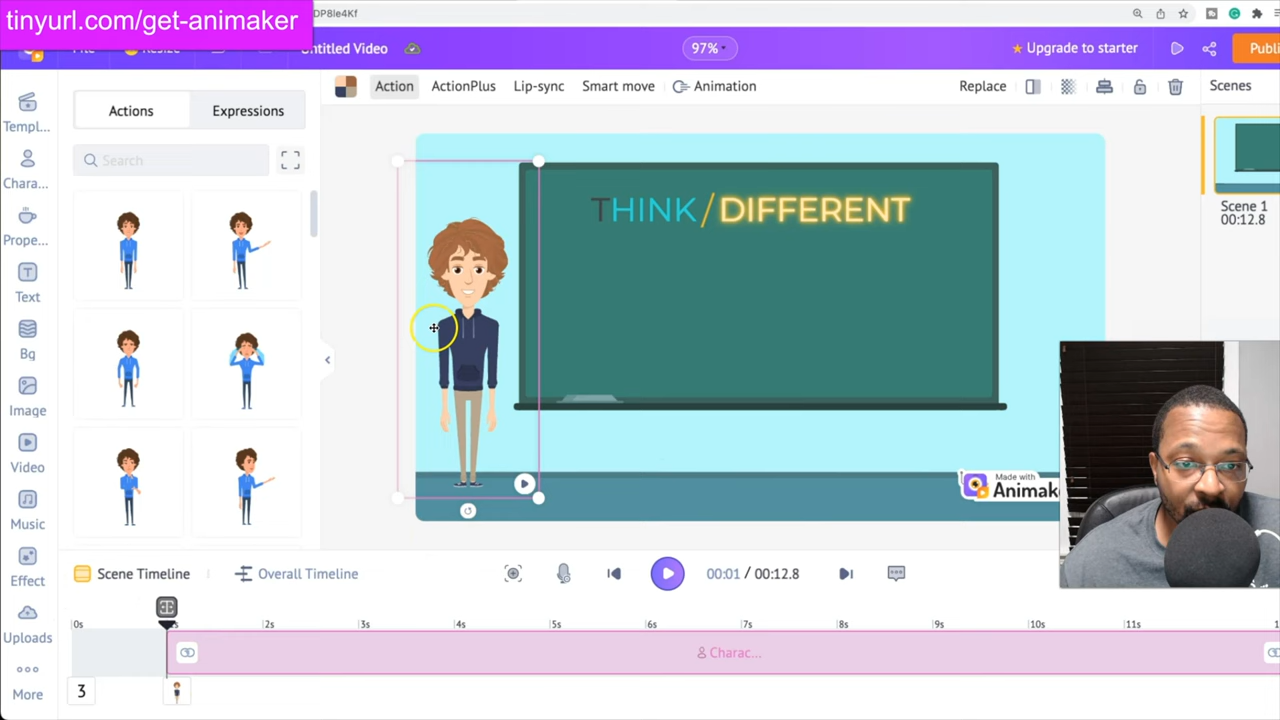 tinyurl.com/get-animaker
DP8le4Kf
Untitled Video
97%
Upgrade to starter
Publi
Action
ActionPlus
Lip-sync
Smart move
Animation
Replace
Scenes
Templ...
Chara...
Prope...
Text
Bg
Image
Video
Music
Effect
Uploads
More
Actions
Expressions
Search
THINK/DIFFERENT
Made with
Animak
Scene 1
00:12.8
Scene Timeline
Overall Timeline
00:01 / 00:12.8
0s
2s
3s
4s
5s
6s
7s
8s
9s
10s
11s
Charac...
3